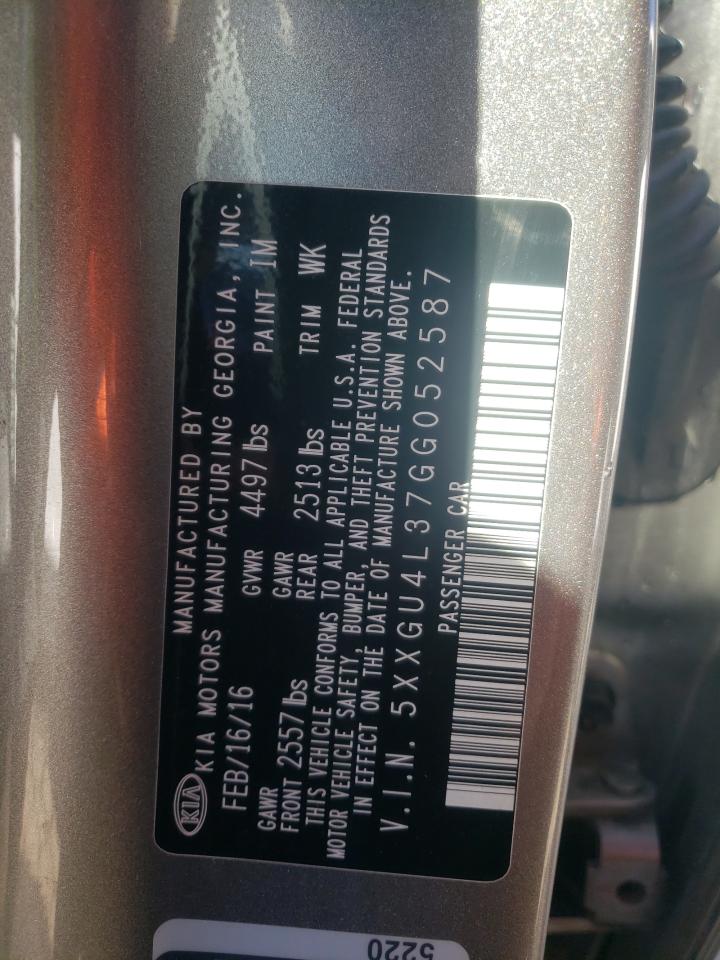 KIA
MANUFACTURED BY
KIA MOTORS MANUFACTURING GEORGIA, INC.
FEB/16/16 GVWR 4497 lbs PAINT IM
GAWR FRONT 2557 lbs GAWR REAR 2513 lbs TRIM WK
THIS VEHICLE CONFORMS TO ALL APPLICABLE U.S.A. FEDERAL
MOTOR VEHICLE SAFETY, BUMPER, AND THEFT PREVENTION STANDARDS
IN EFFECT ON THE DATE OF MANUFACTURE SHOWN ABOVE.
V.I.N. 5XXGU4L37GG052587
PASSENGER CAR
5220